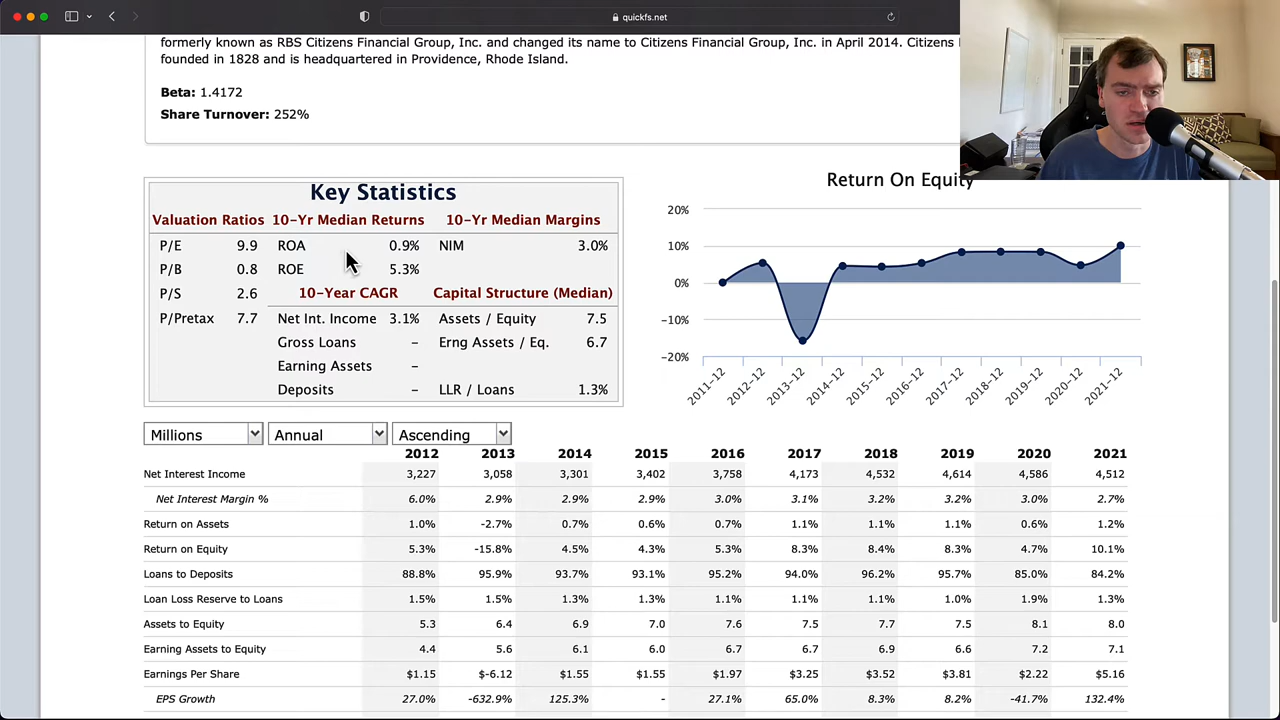 quickfs.net
formerly known as RBS Citizens Financial Group, Inc. and changed its name to Citizens Financial Group, Inc. in April 2014. Citizens
founded in 1828 and is headquartered in Providence, Rhode Island.
Beta: 1.4172
Share Turnover: 252%
Key Statistics
Valuation Ratios 10-Yr Median Returns 10-Yr Median Margins
P/E 9.9 ROA 0.9% NIM 3.0%
P/B 0.8 ROE 5.3%
P/S 2.6 10-Year CAGR Capital Structure (Median)
P/Pretax 7.7 Net Int. Income 3.1% Assets / Equity 7.5
Gross Loans – Erng Assets / Eq. 6.7
Earning Assets –
Deposits – LLR / Loans 1.3%
Return On Equity
20%
10%
0%
-10%
-20%
2011-12 2012-12 2013-12 2014-12 2015-12 2016-12 2017-12 2018-12 2019-12 2020-12 2021-12
Millions Annual Ascending
2012 2013 2014 2015 2016 2017 2018 2019 2020 2021
Net Interest Income 3,227 3,058 3,301 3,402 3,758 4,173 4,532 4,614 4,586 4,512
Net Interest Margin % 6.0% 2.9% 2.9% 2.9% 3.0% 3.1% 3.2% 3.2% 3.0% 2.7%
Return on Assets 1.0% -2.7% 0.7% 0.6% 0.7% 1.1% 1.1% 1.1% 0.6% 1.2%
Return on Equity 5.3% -15.8% 4.5% 4.3% 5.3% 8.3% 8.4% 8.3% 4.7% 10.1%
Loans to Deposits 88.8% 95.9% 93.7% 93.1% 95.2% 94.0% 96.2% 95.7% 85.0% 84.2%
Loan Loss Reserve to Loans 1.5% 1.5% 1.3% 1.3% 1.1% 1.1% 1.1% 1.0% 1.9% 1.3%
Assets to Equity 5.3 6.4 6.9 7.0 7.6 7.5 7.7 7.5 8.1 8.0
Earning Assets to Equity 4.4 5.6 6.1 6.0 6.7 6.7 6.9 6.6 7.2 7.1
Earnings Per Share $1.15 $-6.12 $1.55 $1.55 $1.97 $3.25 $3.52 $3.81 $2.22 $5.16
EPS Growth 27.0% -632.9% 125.3% - 27.1% 65.0% 8.3% 8.2% -41.7% 132.4%